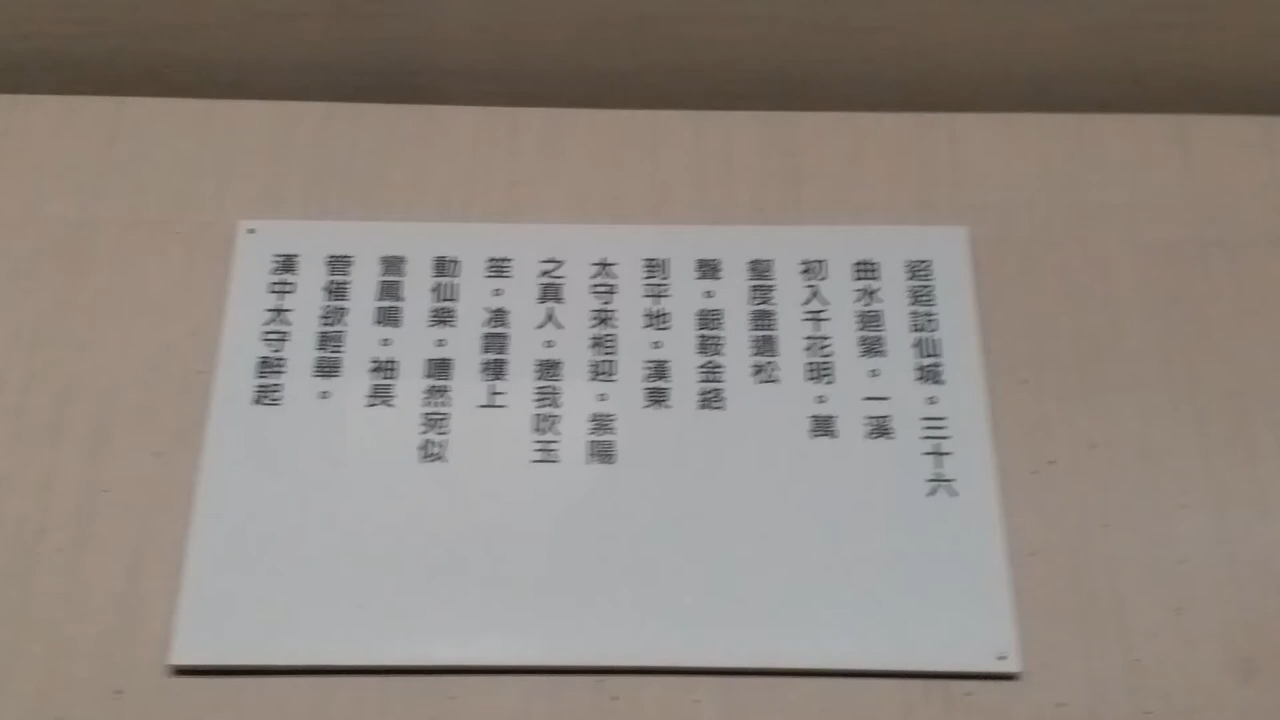 迢迢訪仙城。三十六
曲水迴縈。一溪
初入千花明。萬
壑度盡遇松
聲。銀鞍金絡
到平地。漢東
太守來相迎。紫陽
之真人。邀我吹玉
笙。飡霞樓上
動仙樂。嘈然宛似
鸞鳳鳴。袖長
管催欲輕舉。
漢中太守醉起